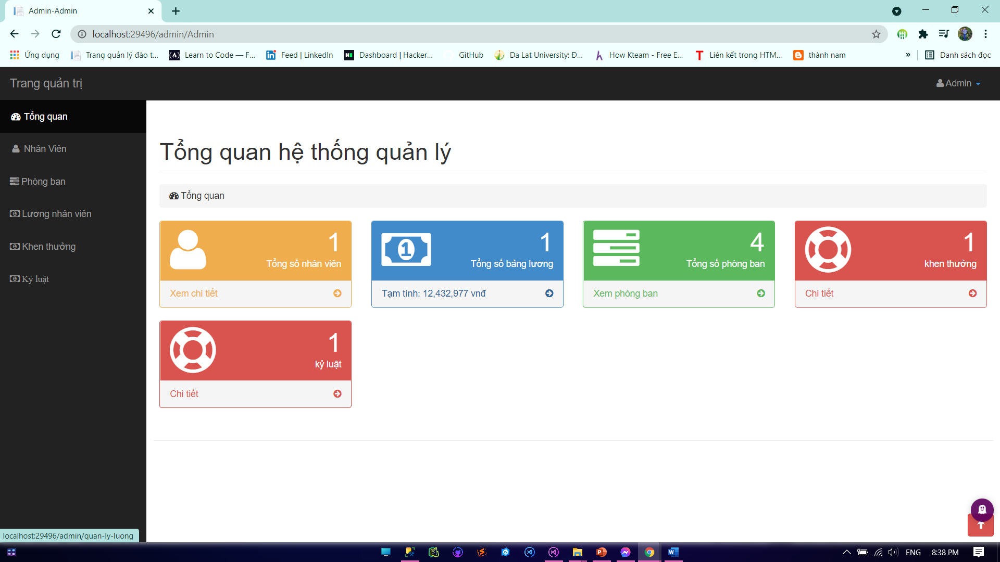 Admin-Admin
localhost:29496/admin/Admin
Ứng dụng
Trang quản lý đào t...
Learn to Code — F...
Feed | LinkedIn
Dashboard | Hacker...
GitHub
Da Lat University: Đ...
How Kteam - Free E...
Liên kết trong HTM...
thành nam
»
Danh sách đọc
Trang quản trị
Admin
Tổng quan
Nhân Viên
Phòng ban
Lương nhân viên
Khen thưởng
Kỷ luật
Tổng quan hệ thống quản lý
Tổng quan
1
Tổng số nhân viên
Xem chi tiết
1
1
Tổng số bảng lương
Tạm tính: 12,432,977 vnđ
4
Tổng số phòng ban
Xem phòng ban
1
khen thưởng
Chi tiết
1
kỷ luật
Chi tiết
localhost:29496/admin/quan-ly-luong
ENG
8:38 PM